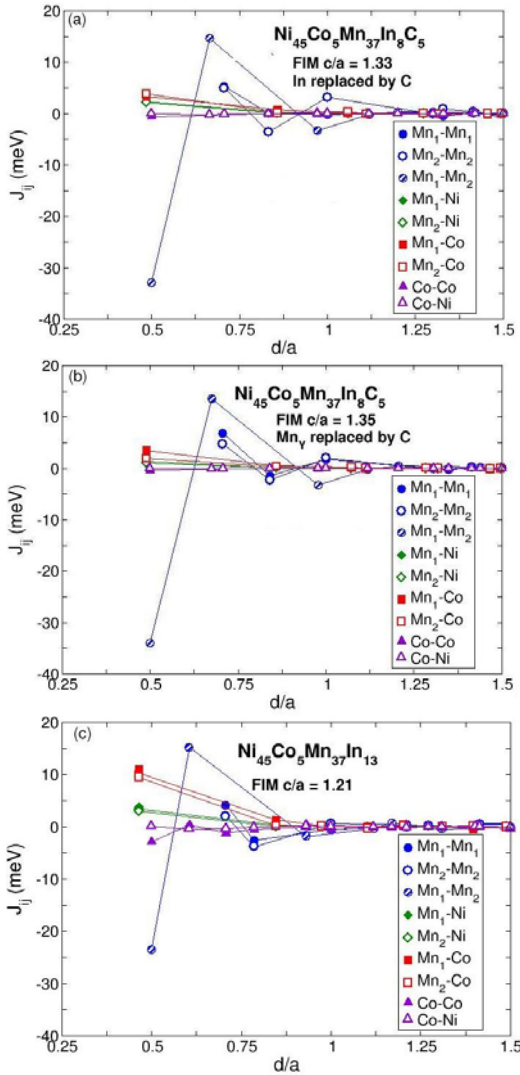 (a)
Ni45Co5Mn37In8C5
FIM c/a = 1.33
In replaced by C
Jij (meV)
20
10
0
-10
-20
-30
-40
Mn1-Mn1
Mn2-Mn2
Mn1-Mn2
Mn1-Ni
Mn2-Ni
Mn1-Co
Mn2-Co
Co-Co
Co-Ni
0.25 0.5 0.75 1 1.25 1.5
d/a
(b)
Ni45Co5Mn37In8C5
FIM c/a = 1.35
MnY replaced by C
Jij (meV)
20
10
0
-10
-20
-30
-40
Mn1-Mn1
Mn2-Mn2
Mn1-Mn2
Mn1-Ni
Mn2-Ni
Mn1-Co
Mn2-Co
Co-Co
Co-Ni
0.25 0.5 0.75 1 1.25 1.5
d/a
(c)
Ni45Co5Mn37In13
FIM c/a = 1.21
Jij (meV)
20
10
0
-10
-20
-30
-40
Mn1-Mn1
Mn2-Mn2
Mn1-Mn2
Mn1-Ni
Mn2-Ni
Mn1-Co
Mn2-Co
Co-Co
Co-Ni
0.25 0.5 0.75 1 1.25 1.5
d/a